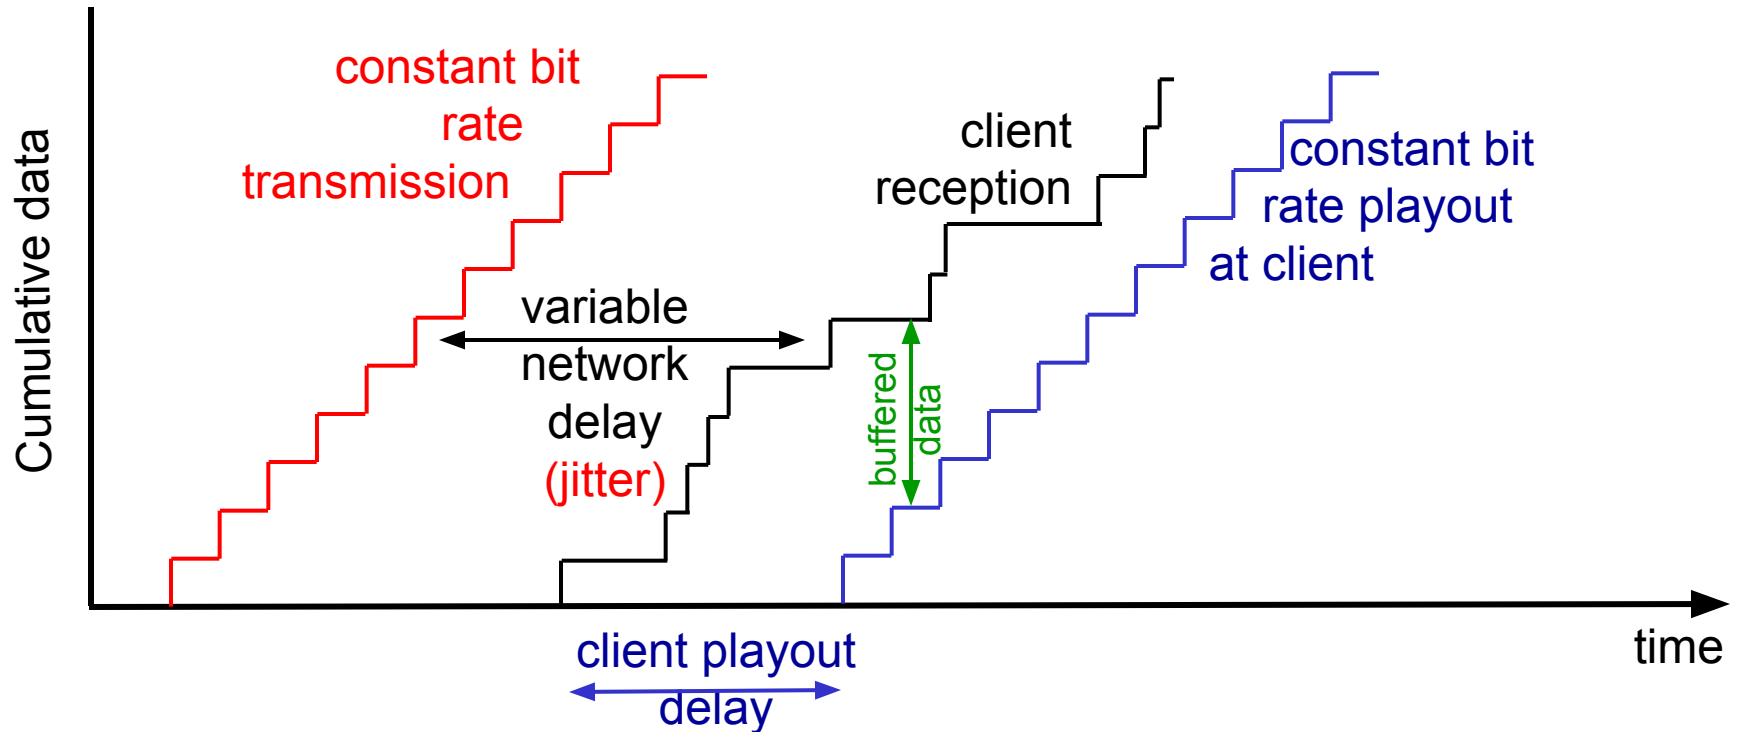 Cumulative data
constant bit
rate
transmission
client
reception
constant bit
rate playout
at client
variable
network
delay
(jitter)
buffered
data
time
client playout
delay